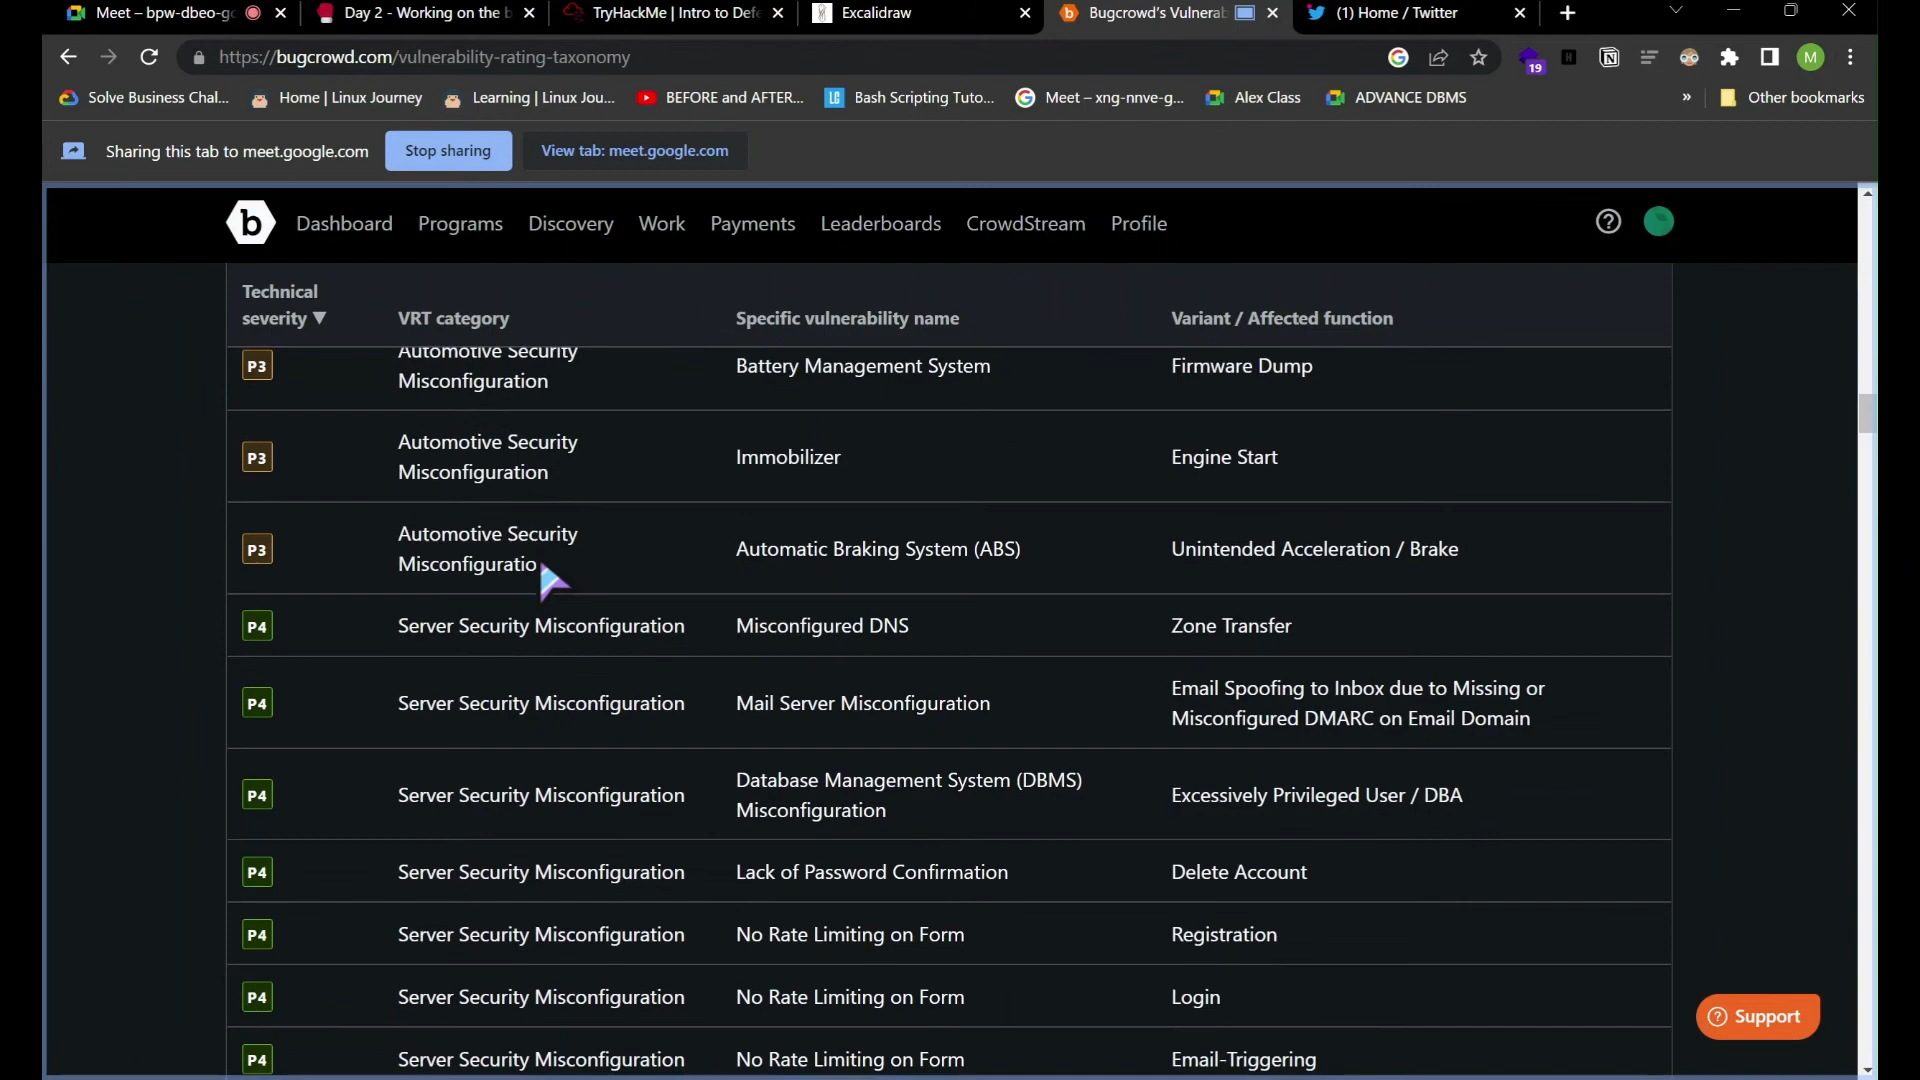 Meet – bpw-dbeo-gc
Day 2 - Working on the b
TryHackMe | Intro to Defe
Excalidraw
Bugcrowd's Vulnerab
(1) Home / Twitter
https://bugcrowd.com/vulnerability-rating-taxonomy
19
M
Solve Business Chal...
Home | Linux Journey
Learning | Linux Jou...
BEFORE and AFTER...
Bash Scripting Tuto...
Meet – xng-nnve-g...
Alex Class
ADVANCE DBMS
»
Other bookmarks
Sharing this tab to meet.google.com
Stop sharing
View tab: meet.google.com
b
Dashboard
Programs
Discovery
Work
Payments
Leaderboards
CrowdStream
Profile
Technical
severity ▼
VRT category
Specific vulnerability name
Variant / Affected function
P3
Automotive Security
Misconfiguration
Battery Management System
Firmware Dump
P3
Automotive Security
Misconfiguration
Immobilizer
Engine Start
P3
Automotive Security
Misconfiguratio
Automatic Braking System (ABS)
Unintended Acceleration / Brake
P4
Server Security Misconfiguration
Misconfigured DNS
Zone Transfer
P4
Server Security Misconfiguration
Mail Server Misconfiguration
Email Spoofing to Inbox due to Missing or
Misconfigured DMARC on Email Domain
P4
Server Security Misconfiguration
Database Management System (DBMS)
Misconfiguration
Excessively Privileged User / DBA
P4
Server Security Misconfiguration
Lack of Password Confirmation
Delete Account
P4
Server Security Misconfiguration
No Rate Limiting on Form
Registration
P4
Server Security Misconfiguration
No Rate Limiting on Form
Login
P4
Server Security Misconfiguration
No Rate Limiting on Form
Email-Triggering
Support